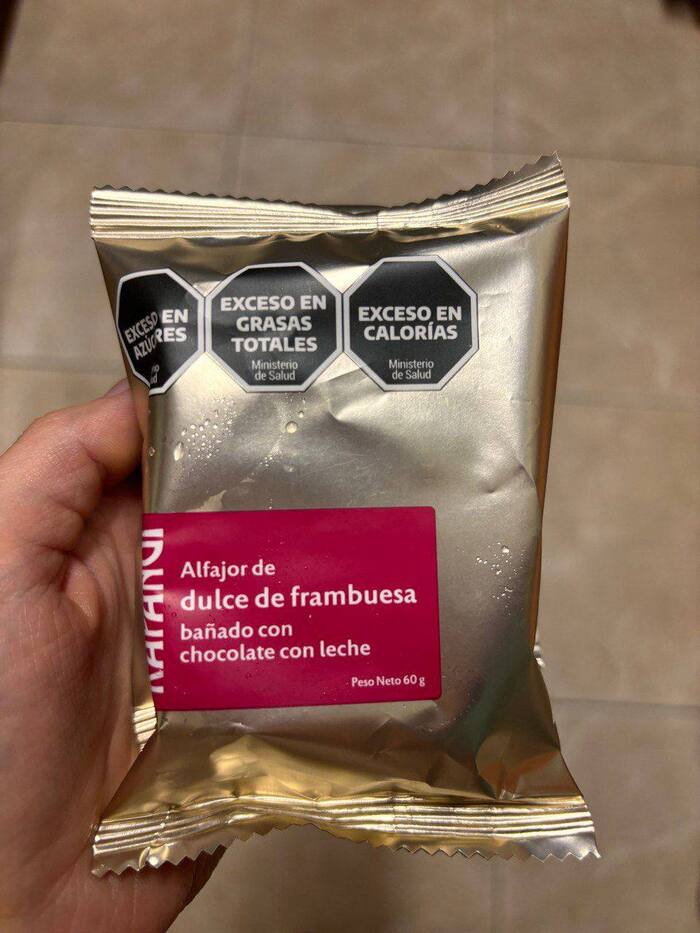 EXCESO EN
AZÚCARES
EXCESO EN
GRASAS
TOTALES
Ministerio
de Salud
EXCESO EN
CALORÍAS
Ministerio
de Salud
RAPANUI
Alfajor de
dulce de frambuesa
bañado con
chocolate con leche
Peso Neto 60 g